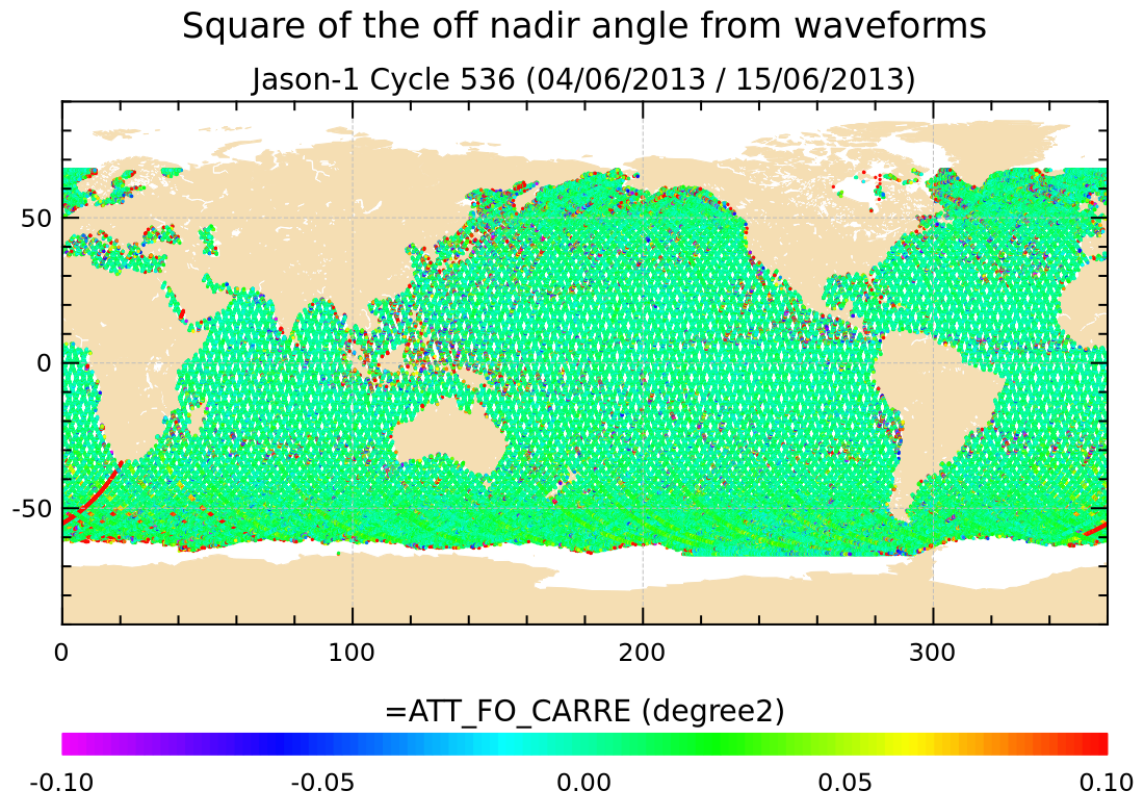 Square of the off nadir angle from waveforms
Jason-1 Cycle 536 (04/06/2013 / 15/06/2013)
50
0
-50
0 100 200 300
=ATT_FO_CARRE (degree2)
-0.10 -0.05 0.00 0.05 0.10